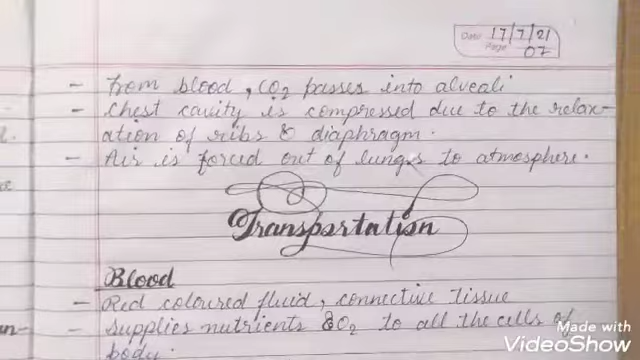 Date 17/7/21
Page 07
- From blood, CO2 passes into alveali
- Chest cavity is compressed due to the relax-
ation of ribs & diaphragm.
- Air is forced out of lungs to atmosphere.
Transportation
Blood
- Red coloured fluid, connective tissue
- Supplies nutrients & O2 to all the cells of
body.
Made with
VideoShow